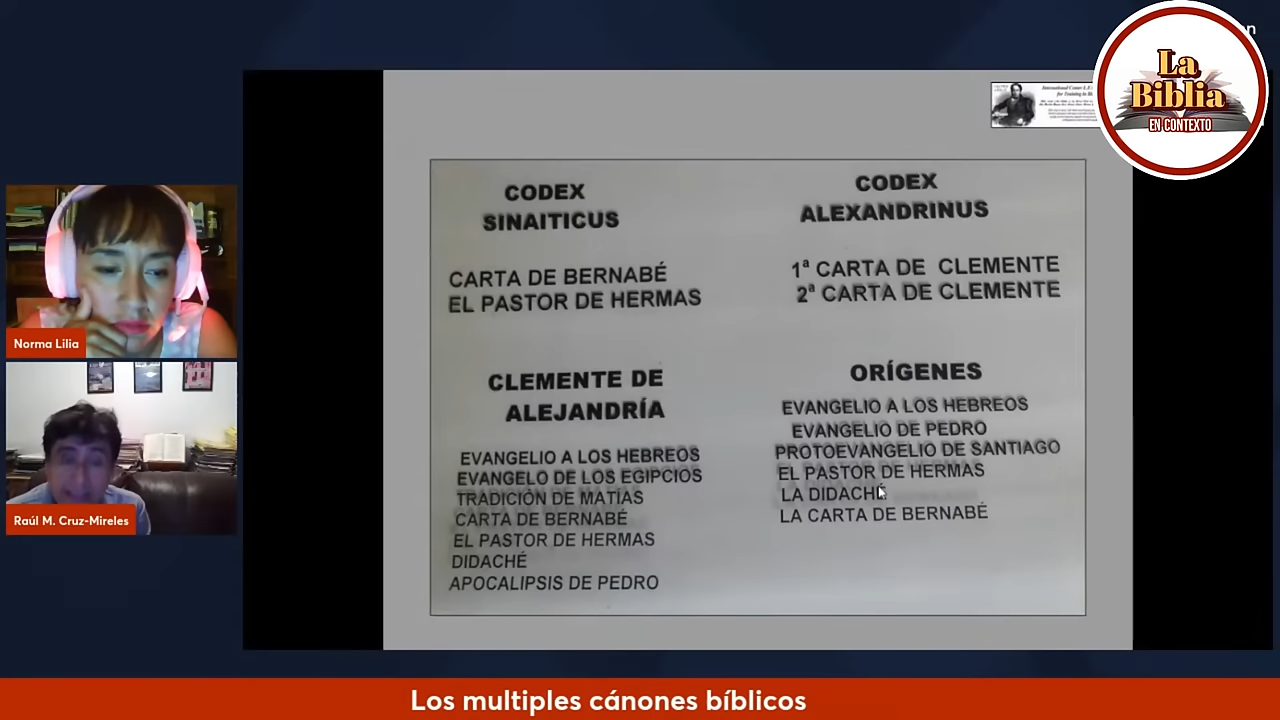 La
Biblia
EN CONTEXTO
CODEX
SINAITICUS
CARTA DE BERNABÉ
EL PASTOR DE HERMAS
CODEX
ALEXANDRINUS
1ª CARTA DE CLEMENTE
2ª CARTA DE CLEMENTE
CLEMENTE DE
ALEJANDRÍA
EVANGELIO A LOS HEBREOS
EVANGELO DE LOS EGIPCIOS
TRADICIÓN DE MATÍAS
CARTA DE BERNABÉ
EL PASTOR DE HERMAS
DIDACHÉ
APOCALIPSIS DE PEDRO
ORÍGENES
EVANGELIO A LOS HEBREOS
EVANGELIO DE PEDRO
PROTOEVANGELIO DE SANTIAGO
EL PASTOR DE HERMAS
LA DIDACHÉ
LA CARTA DE BERNABÉ
Norma Lilia
Raúl M. Cruz-Mireles
Los multiples cánones bíblicos